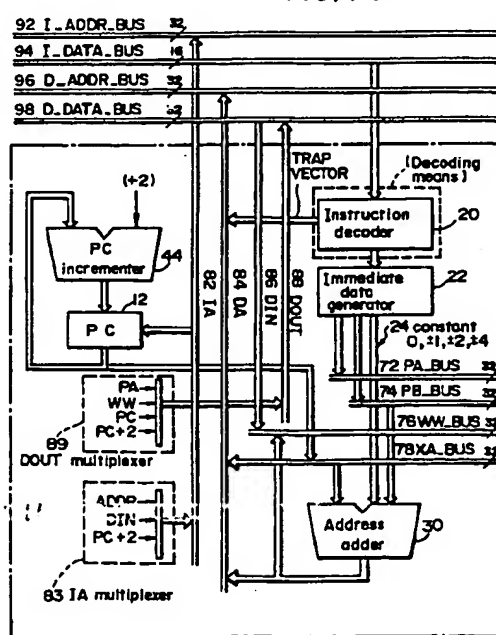 92 I_ADDR_BUS 32
94 I_DATA_BUS 16
96 D_ADDR_BUS 32
98 D_DATA_BUS
TRAP VECTOR
(Decoding means)
(+2)
Instruction decoder
20
PC incrementer
44
Immediate data generator
22
12
PC
82 IA
84 DA
86 DIN
88 DOUT
24 constant
0, ±1, ±2, ±4
72 PA_BUS
74 PB_BUS
76 WW_BUS
78 XA_BUS
PA
WW
PC
PC+2
89
DOUT multiplexer
ADDR
DIN
PC+2
83 IA multiplexer
Address adder
30